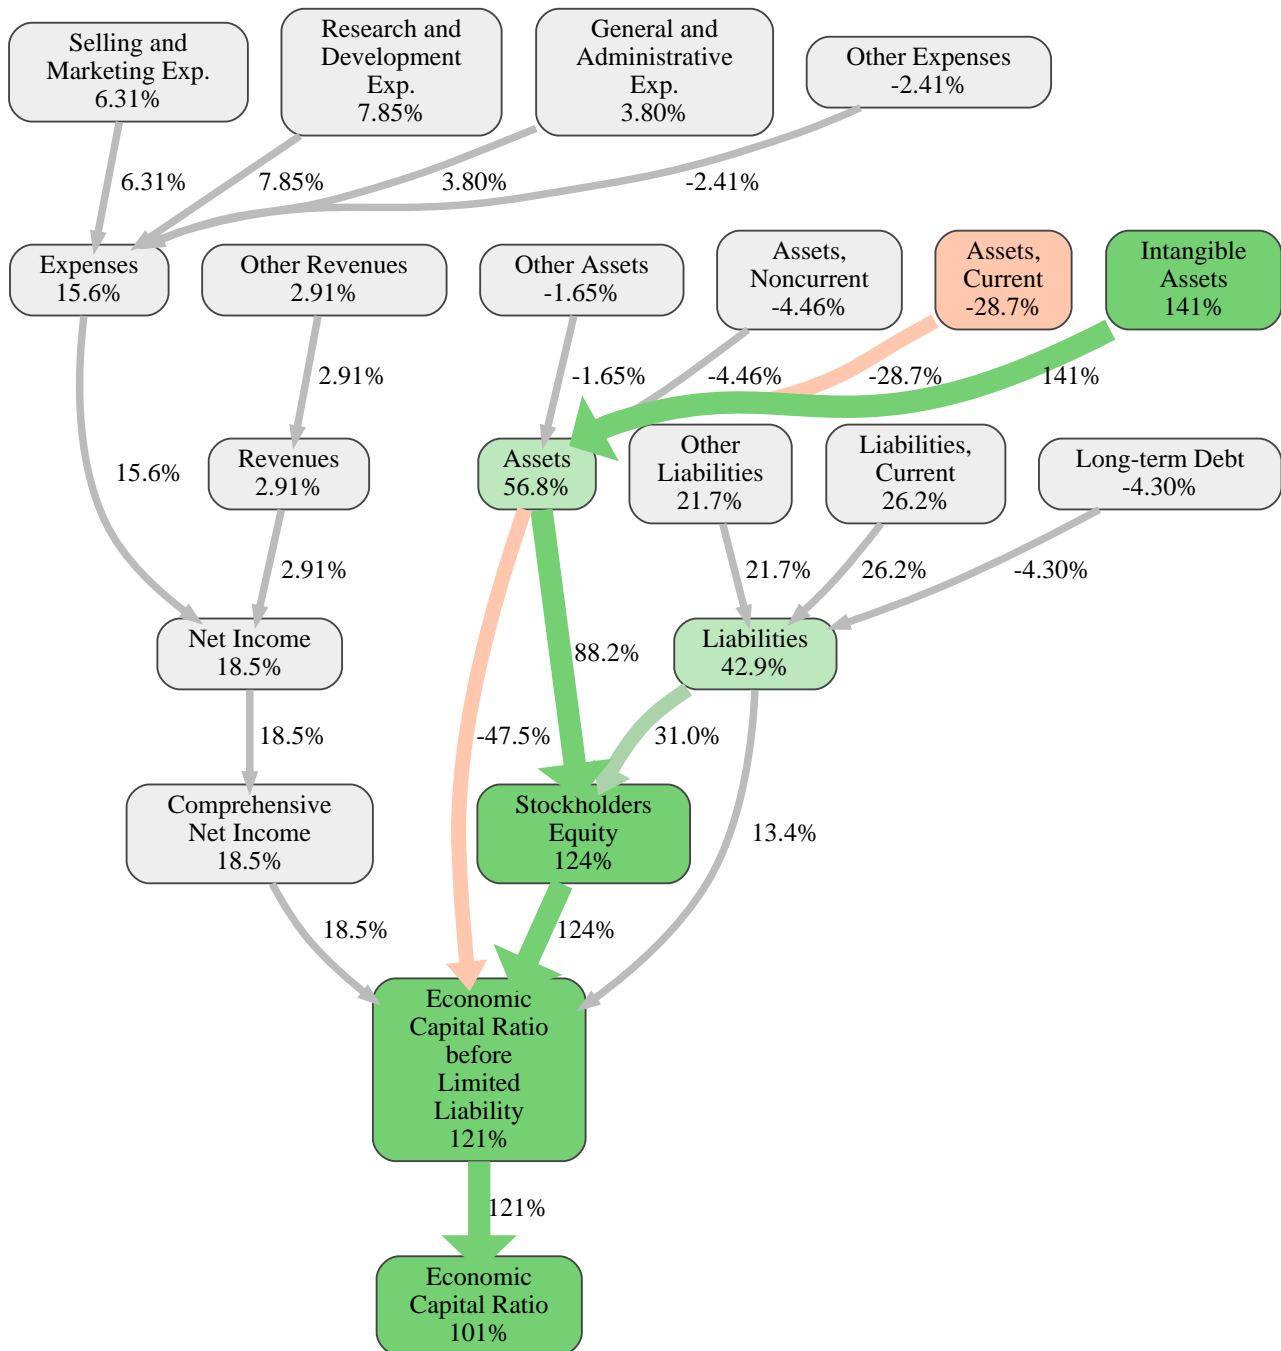 Selling and
Marketing Exp.
6.31%
Research and
Development
Exp.
7.85%
General and
Administrative
Exp.
3.80%
Other Expenses
-2.41%
6.31%
7.85%
3.80%
-2.41%
Expenses
15.6%
Other Revenues
2.91%
Other Assets
-1.65%
Assets,
Noncurrent
-4.46%
Assets,
Current
-28.7%
Intangible
Assets
141%
2.91%
-1.65%
-4.46%
-28.7%
141%
15.6%
Revenues
2.91%
Assets
56.8%
Other
Liabilities
21.7%
Liabilities,
Current
26.2%
Long-term Debt
-4.30%
2.91%
21.7%
26.2%
-4.30%
Net Income
18.5%
88.2%
Liabilities
42.9%
18.5%
-47.5%
31.0%
13.4%
Comprehensive
Net Income
18.5%
Stockholders
Equity
124%
18.5%
124%
Economic
Capital Ratio
before
Limited
Liability
121%
121%
Economic
Capital Ratio
101%